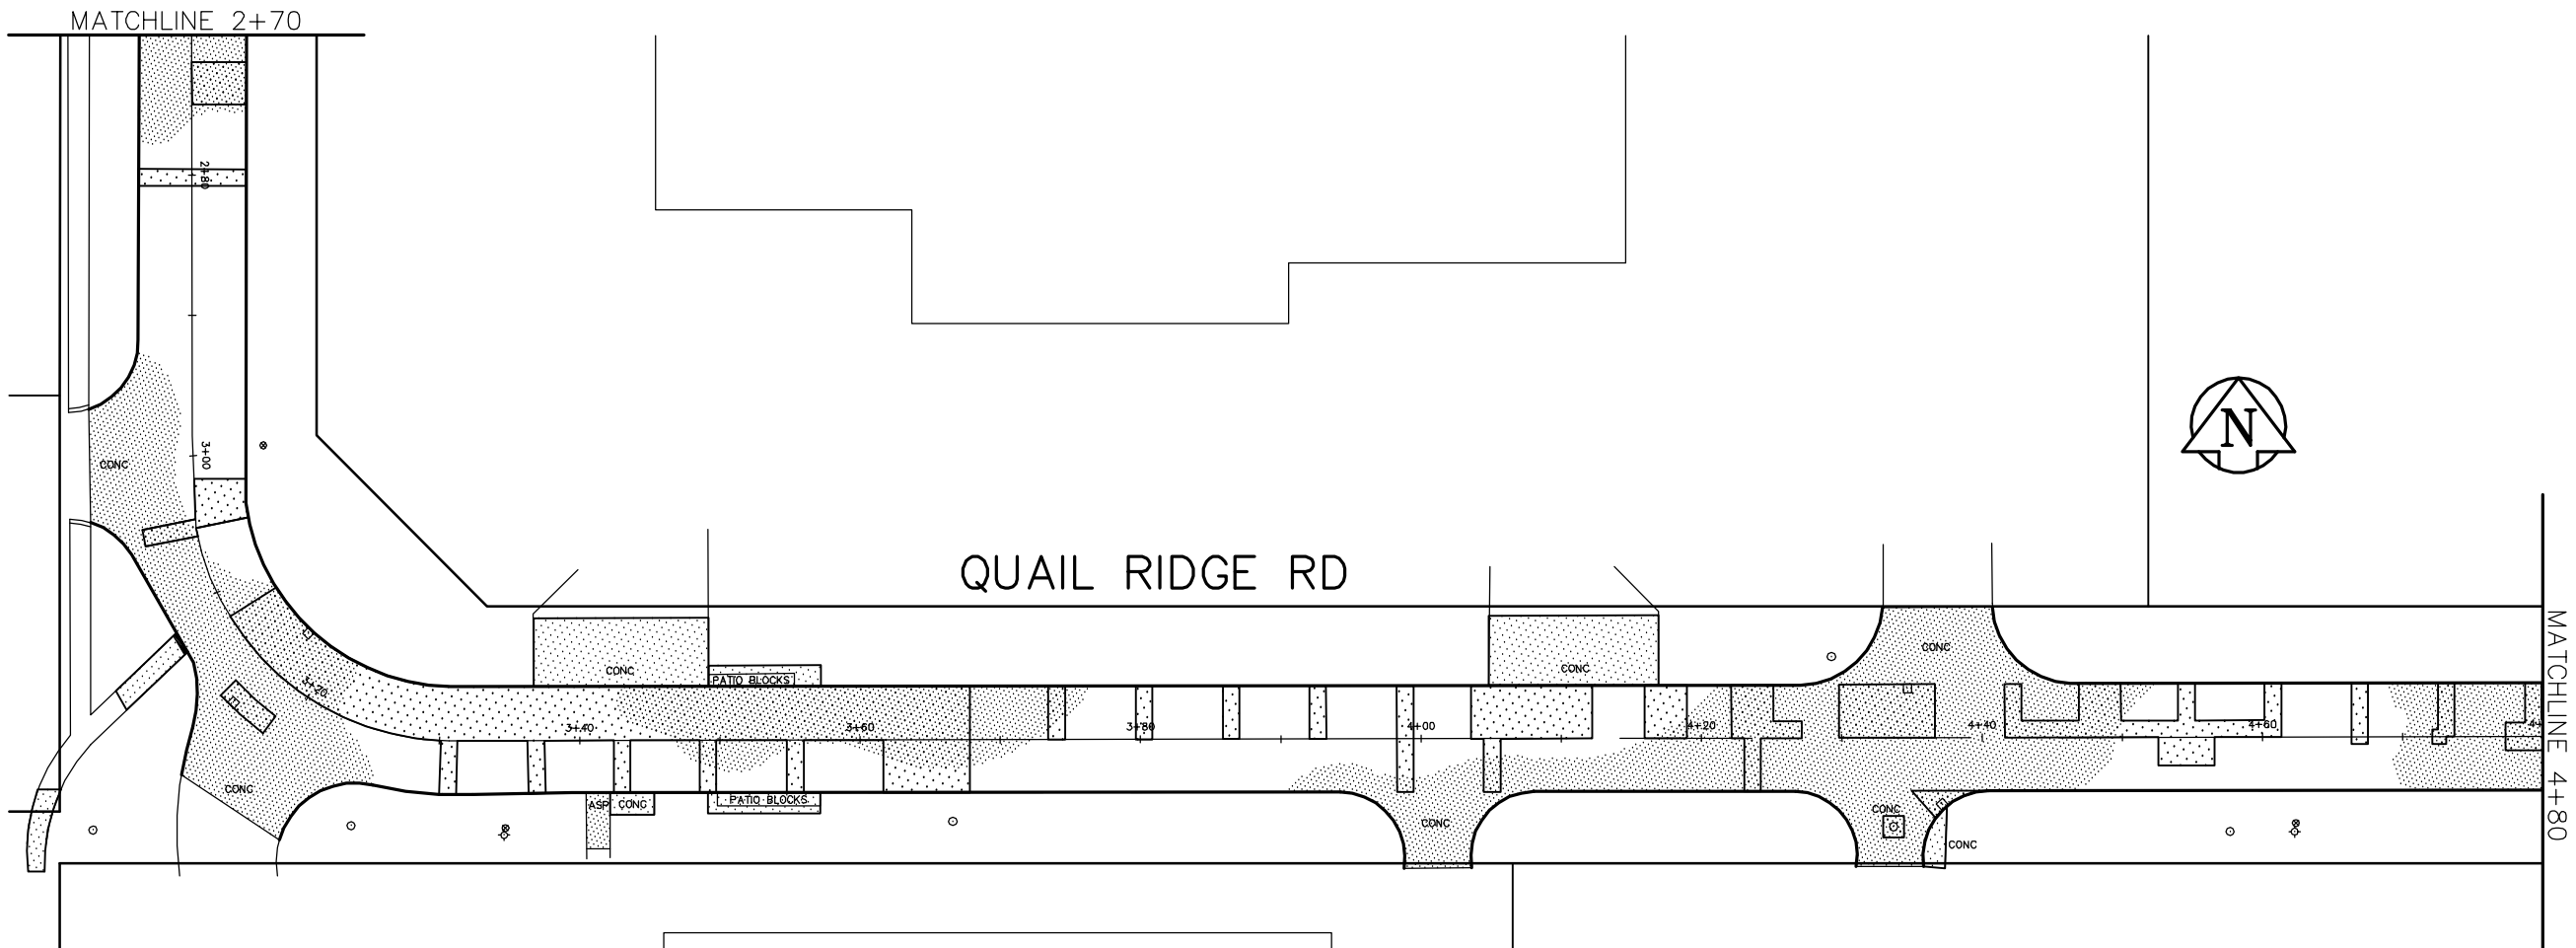 MATCHLINE 2+70
2+80
CONC
3+00
N
QUAIL RIDGE RD
MATCHLINE 4+80
CONC
CONC
CONC
PATIO BLOCKS
3+20
3+40
3+60
3+80
4+00
4+20
4+40
4+60
4+
CONC
ASP
CONC
PATIO BLOCKS
CONC
CONC
CONC